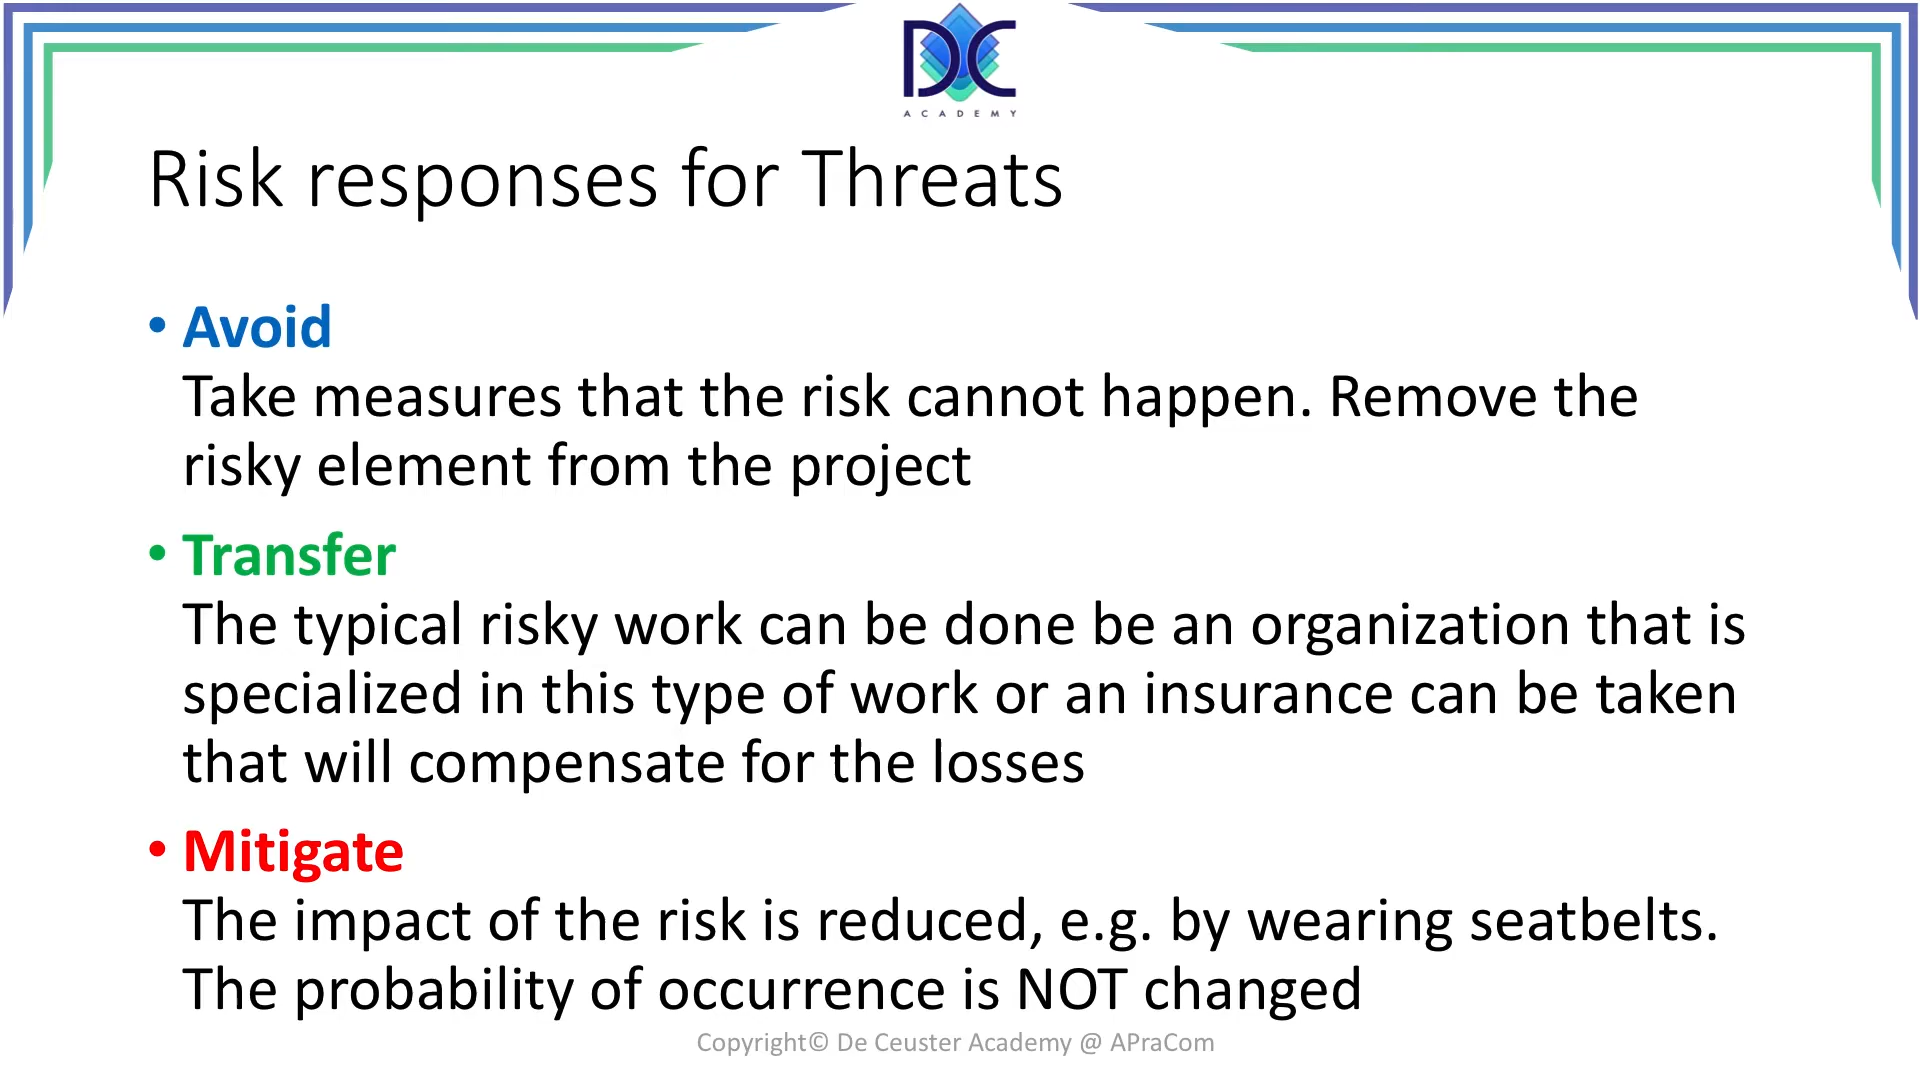 DC
ACADEMY
Risk responses for Threats
• Avoid
Take measures that the risk cannot happen. Remove the
risky element from the project
• Transfer
The typical risky work can be done be an organization that is
specialized in this type of work or an insurance can be taken
that will compensate for the losses
• Mitigate
The impact of the risk is reduced, e.g. by wearing seatbelts.
The probability of occurrence is NOT changed
Copyright© De Ceuster Academy @ APraCom